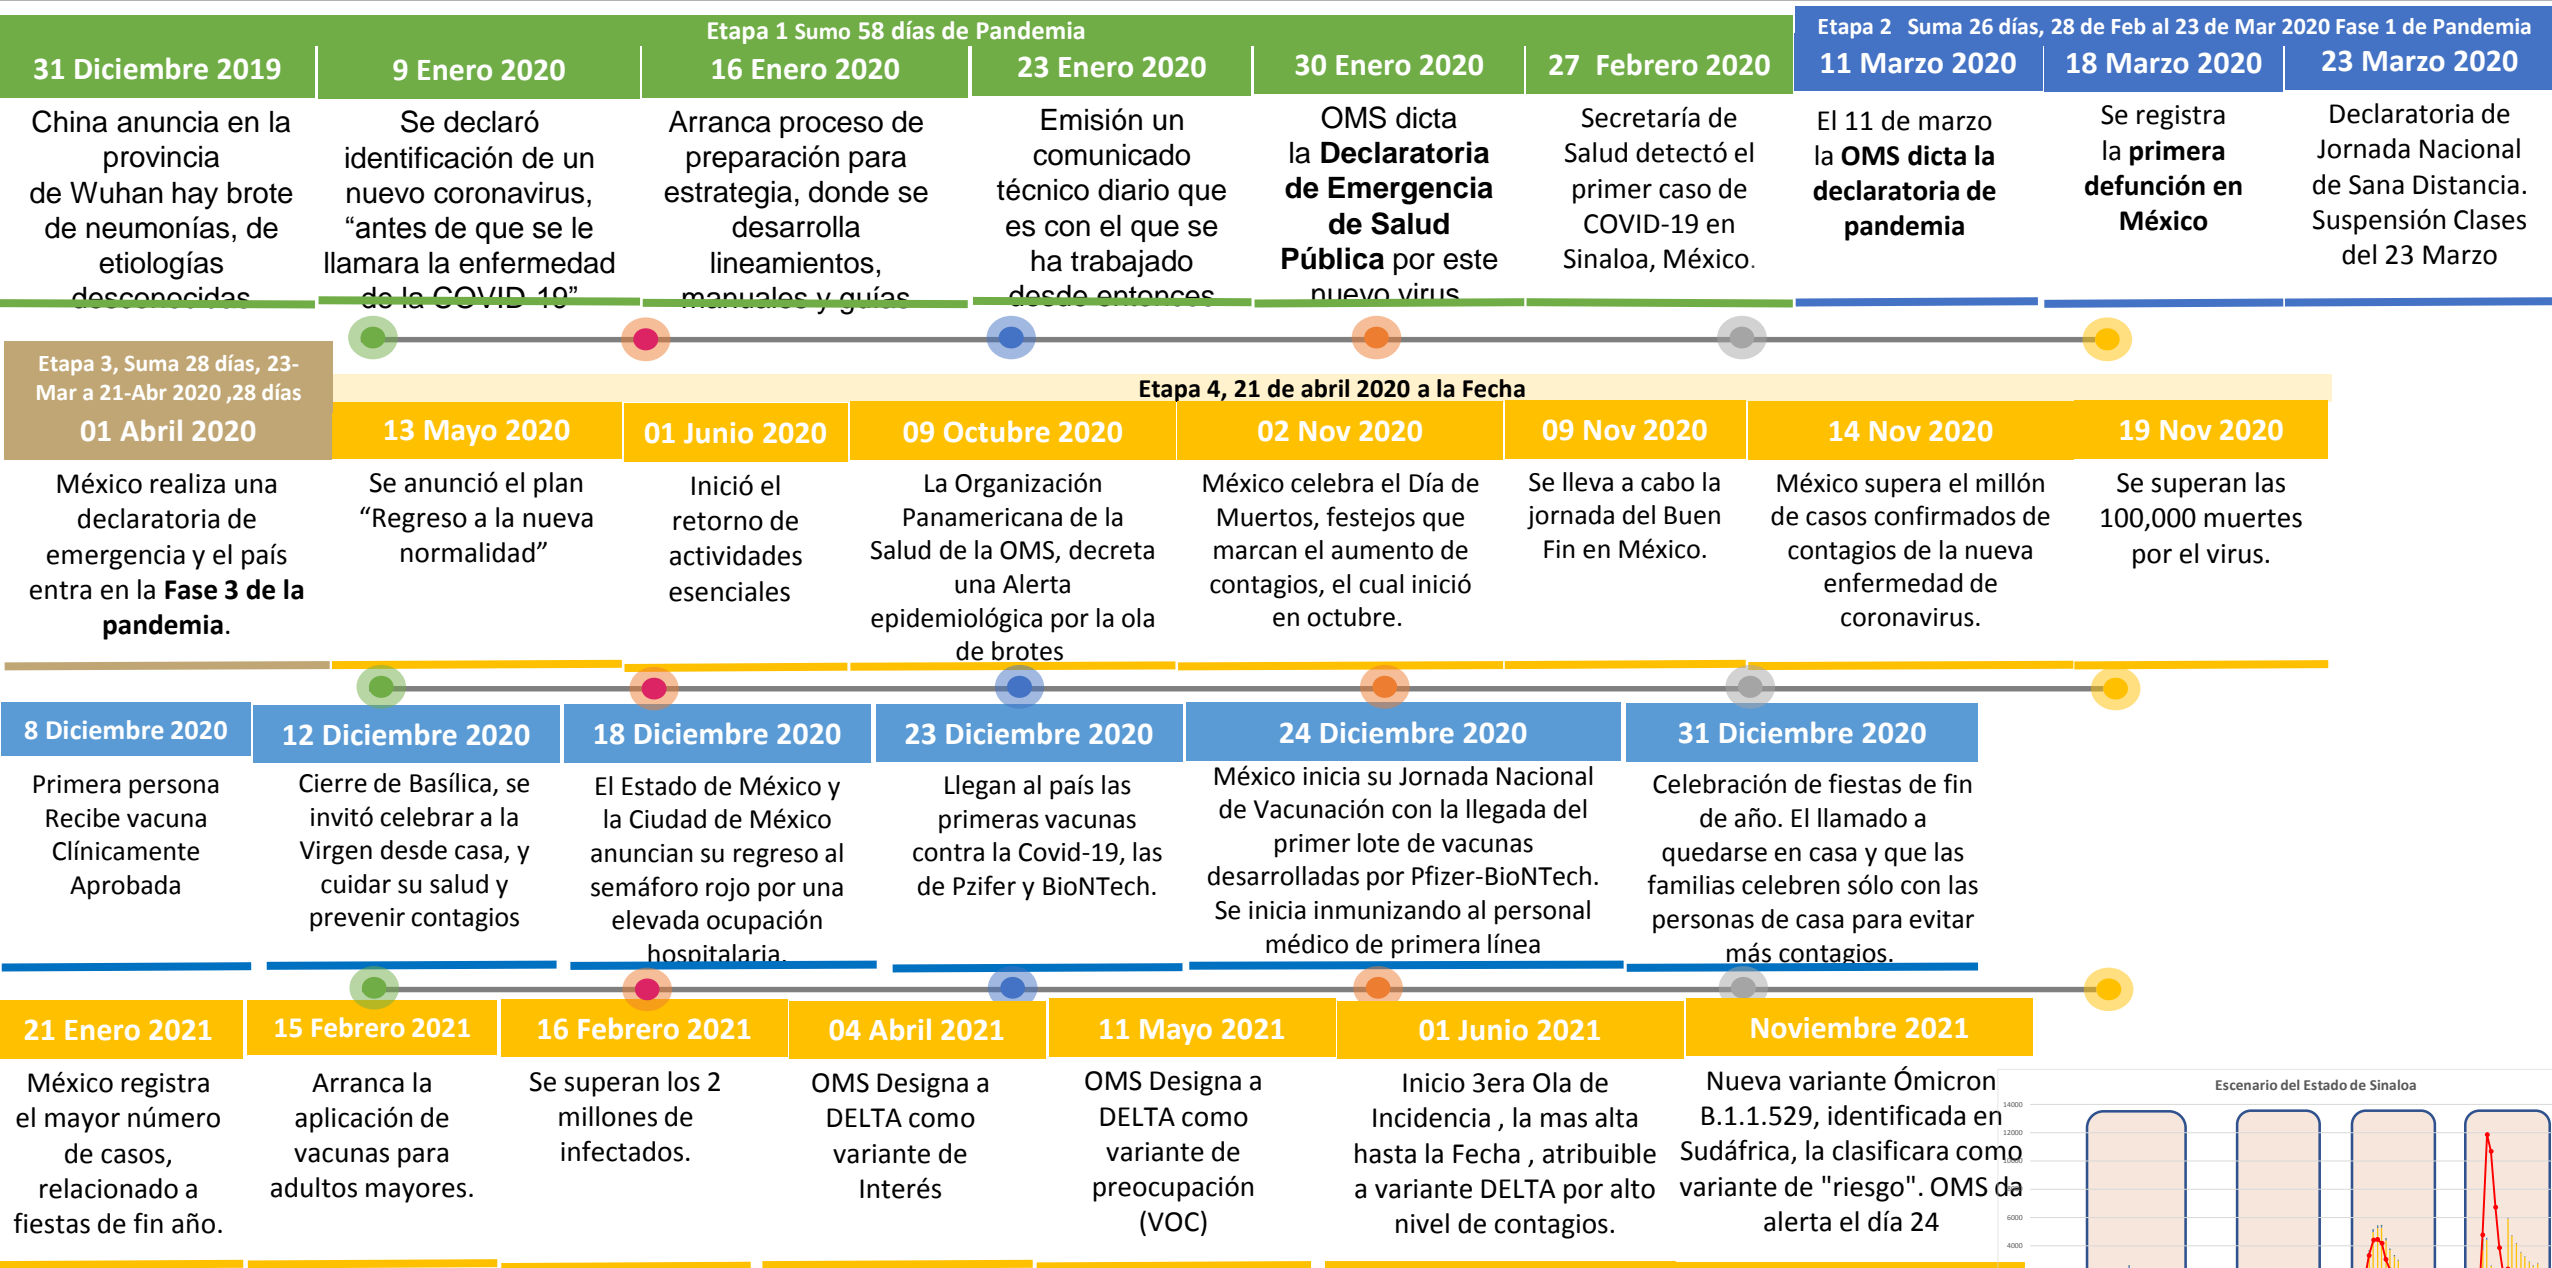 Etapa 1 Sumo 58 días de Pandemia
Etapa 2 Suma 26 días, 28 de Feb al 23 de Mar 2020 Fase 1 de Pandemia
31 Diciembre 2019
China anuncia en la
provincia
de Wuhan hay brote
de neumonías, de
etiologías
desconocidas
9 Enero 2020
Se declaró
identificación de un
nuevo coronavirus,
“antes de que se le
llamara la enfermedad
de la COVID-19”
16 Enero 2020
Arranca proceso de
preparación para
estrategia, donde se
desarrolla
lineamientos,
manuales y guías
23 Enero 2020
Emisión un
comunicado
técnico diario que
es con el que se
ha trabajado
desde entonces
30 Enero 2020
OMS dicta
la Declaratoria
de Emergencia
de Salud
Pública por este
nuevo virus
27 Febrero 2020
Secretaría de
Salud detectó el
primer caso de
COVID-19 en
Sinaloa, México.
11 Marzo 2020
El 11 de marzo
la OMS dicta la
declaratoria de
pandemia
18 Marzo 2020
Se registra
la primera
defunción en
México
23 Marzo 2020
Declaratoria de
Jornada Nacional
de Sana Distancia.
Suspensión Clases
del 23 Marzo
Etapa 3, Suma 28 días, 23-
Mar a 21-Abr 2020 ,28 días
01 Abril 2020
México realiza una
declaratoria de
emergencia y el país
entra en la Fase 3 de la
pandemia.
Etapa 4, 21 de abril 2020 a la Fecha
13 Mayo 2020
Se anunció el plan
“Regreso a la nueva
normalidad”
01 Junio 2020
Inició el
retorno de
actividades
esenciales
09 Octubre 2020
La Organización
Panamericana de la
Salud de la OMS, decreta
una Alerta
epidemiológica por la ola
de brotes
02 Nov 2020
México celebra el Día de
Muertos, festejos que
marcan el aumento de
contagios, el cual inició
en octubre.
09 Nov 2020
Se lleva a cabo la
jornada del Buen
Fin en México.
14 Nov 2020
México supera el millón
de casos confirmados de
contagios de la nueva
enfermedad de
coronavirus.
19 Nov 2020
Se superan las
100,000 muertes
por el virus.
8 Diciembre 2020
Primera persona
Recibe vacuna
Clínicamente
Aprobada
12 Diciembre 2020
Cierre de Basílica, se
invitó celebrar a la
Virgen desde casa, y
cuidar su salud y
prevenir contagios
18 Diciembre 2020
El Estado de México y
la Ciudad de México
anuncian su regreso al
semáforo rojo por una
elevada ocupación
hospitalaria.
23 Diciembre 2020
Llegan al país las
primeras vacunas
contra la Covid-19, las
de Pzifer y BioNTech.
24 Diciembre 2020
México inicia su Jornada Nacional
de Vacunación con la llegada del
primer lote de vacunas
desarrolladas por Pfizer-BioNTech.
Se inicia inmunizando al personal
médico de primera línea
31 Diciembre 2020
Celebración de fiestas de fin
de año. El llamado a
quedarse en casa y que las
familias celebren sólo con las
personas de casa para evitar
más contagios.
21 Enero 2021
México registra
el mayor número
de casos,
relacionado a
fiestas de fin año.
15 Febrero 2021
Arranca la
aplicación de
vacunas para
adultos mayores.
16 Febrero 2021
Se superan los 2
millones de
infectados.
04 Abril 2021
OMS Designa a
DELTA como
variante de
Interés
11 Mayo 2021
OMS Designa a
DELTA como
variante de
preocupación
(VOC)
01 Junio 2021
Inicio 3era Ola de
Incidencia , la mas alta
hasta la Fecha , atribuible
a variante DELTA por alto
nivel de contagios.
Noviembre 2021
Nueva variante Ómicron
B.1.1.529, identificada en
Sudáfrica, la clasificara como
variante de "riesgo". OMS da
alerta el día 24
Escenario del Estado de Sinaloa
14000
12000
6000
4000